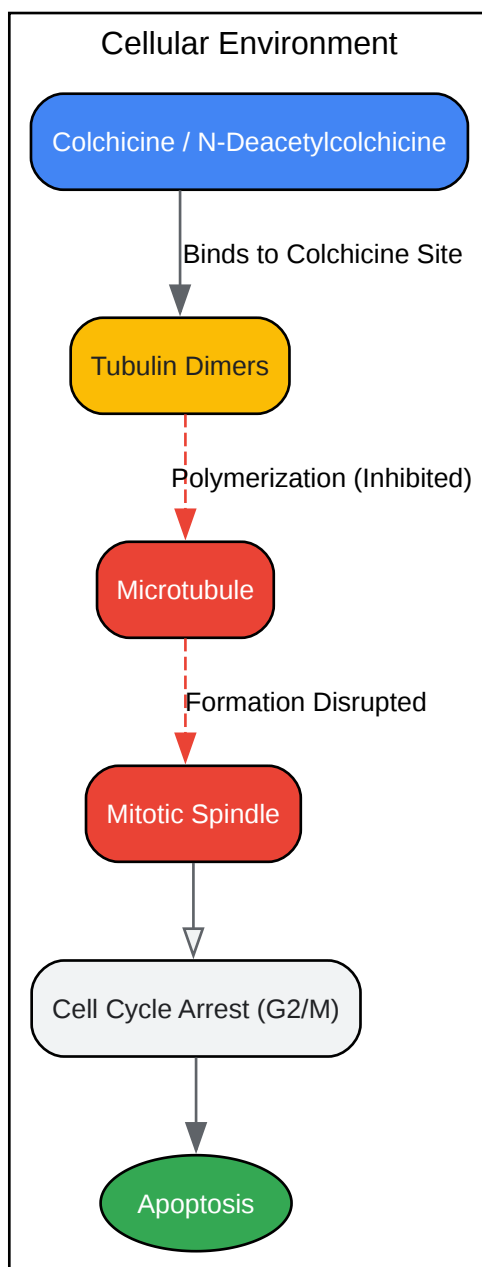 Cellular Environment
Colchicine / N-Deacetylcolchicine
Binds to Colchicine Site
Tubulin Dimers
Polymerization (Inhibited)
Microtubule
Formation Disrupted
Mitotic Spindle
Cell Cycle Arrest (G2/M)
Apoptosis